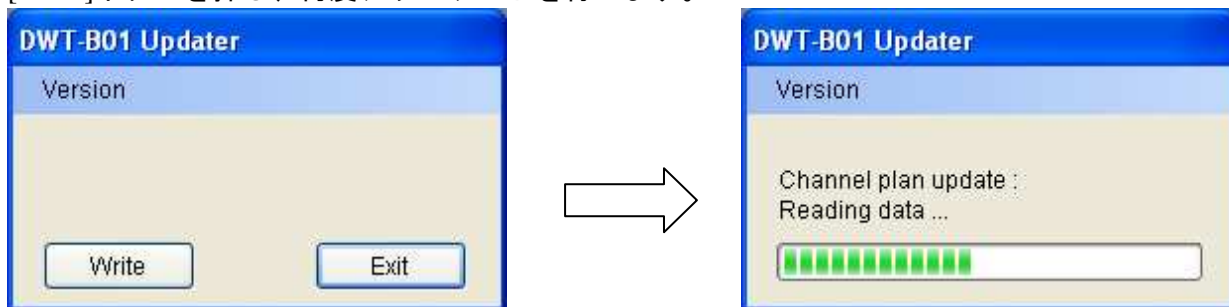 DWT-B01 Updater
Version
Write
Exit
DWT-B01 Updater
Version
Channel plan update :
Reading data ...